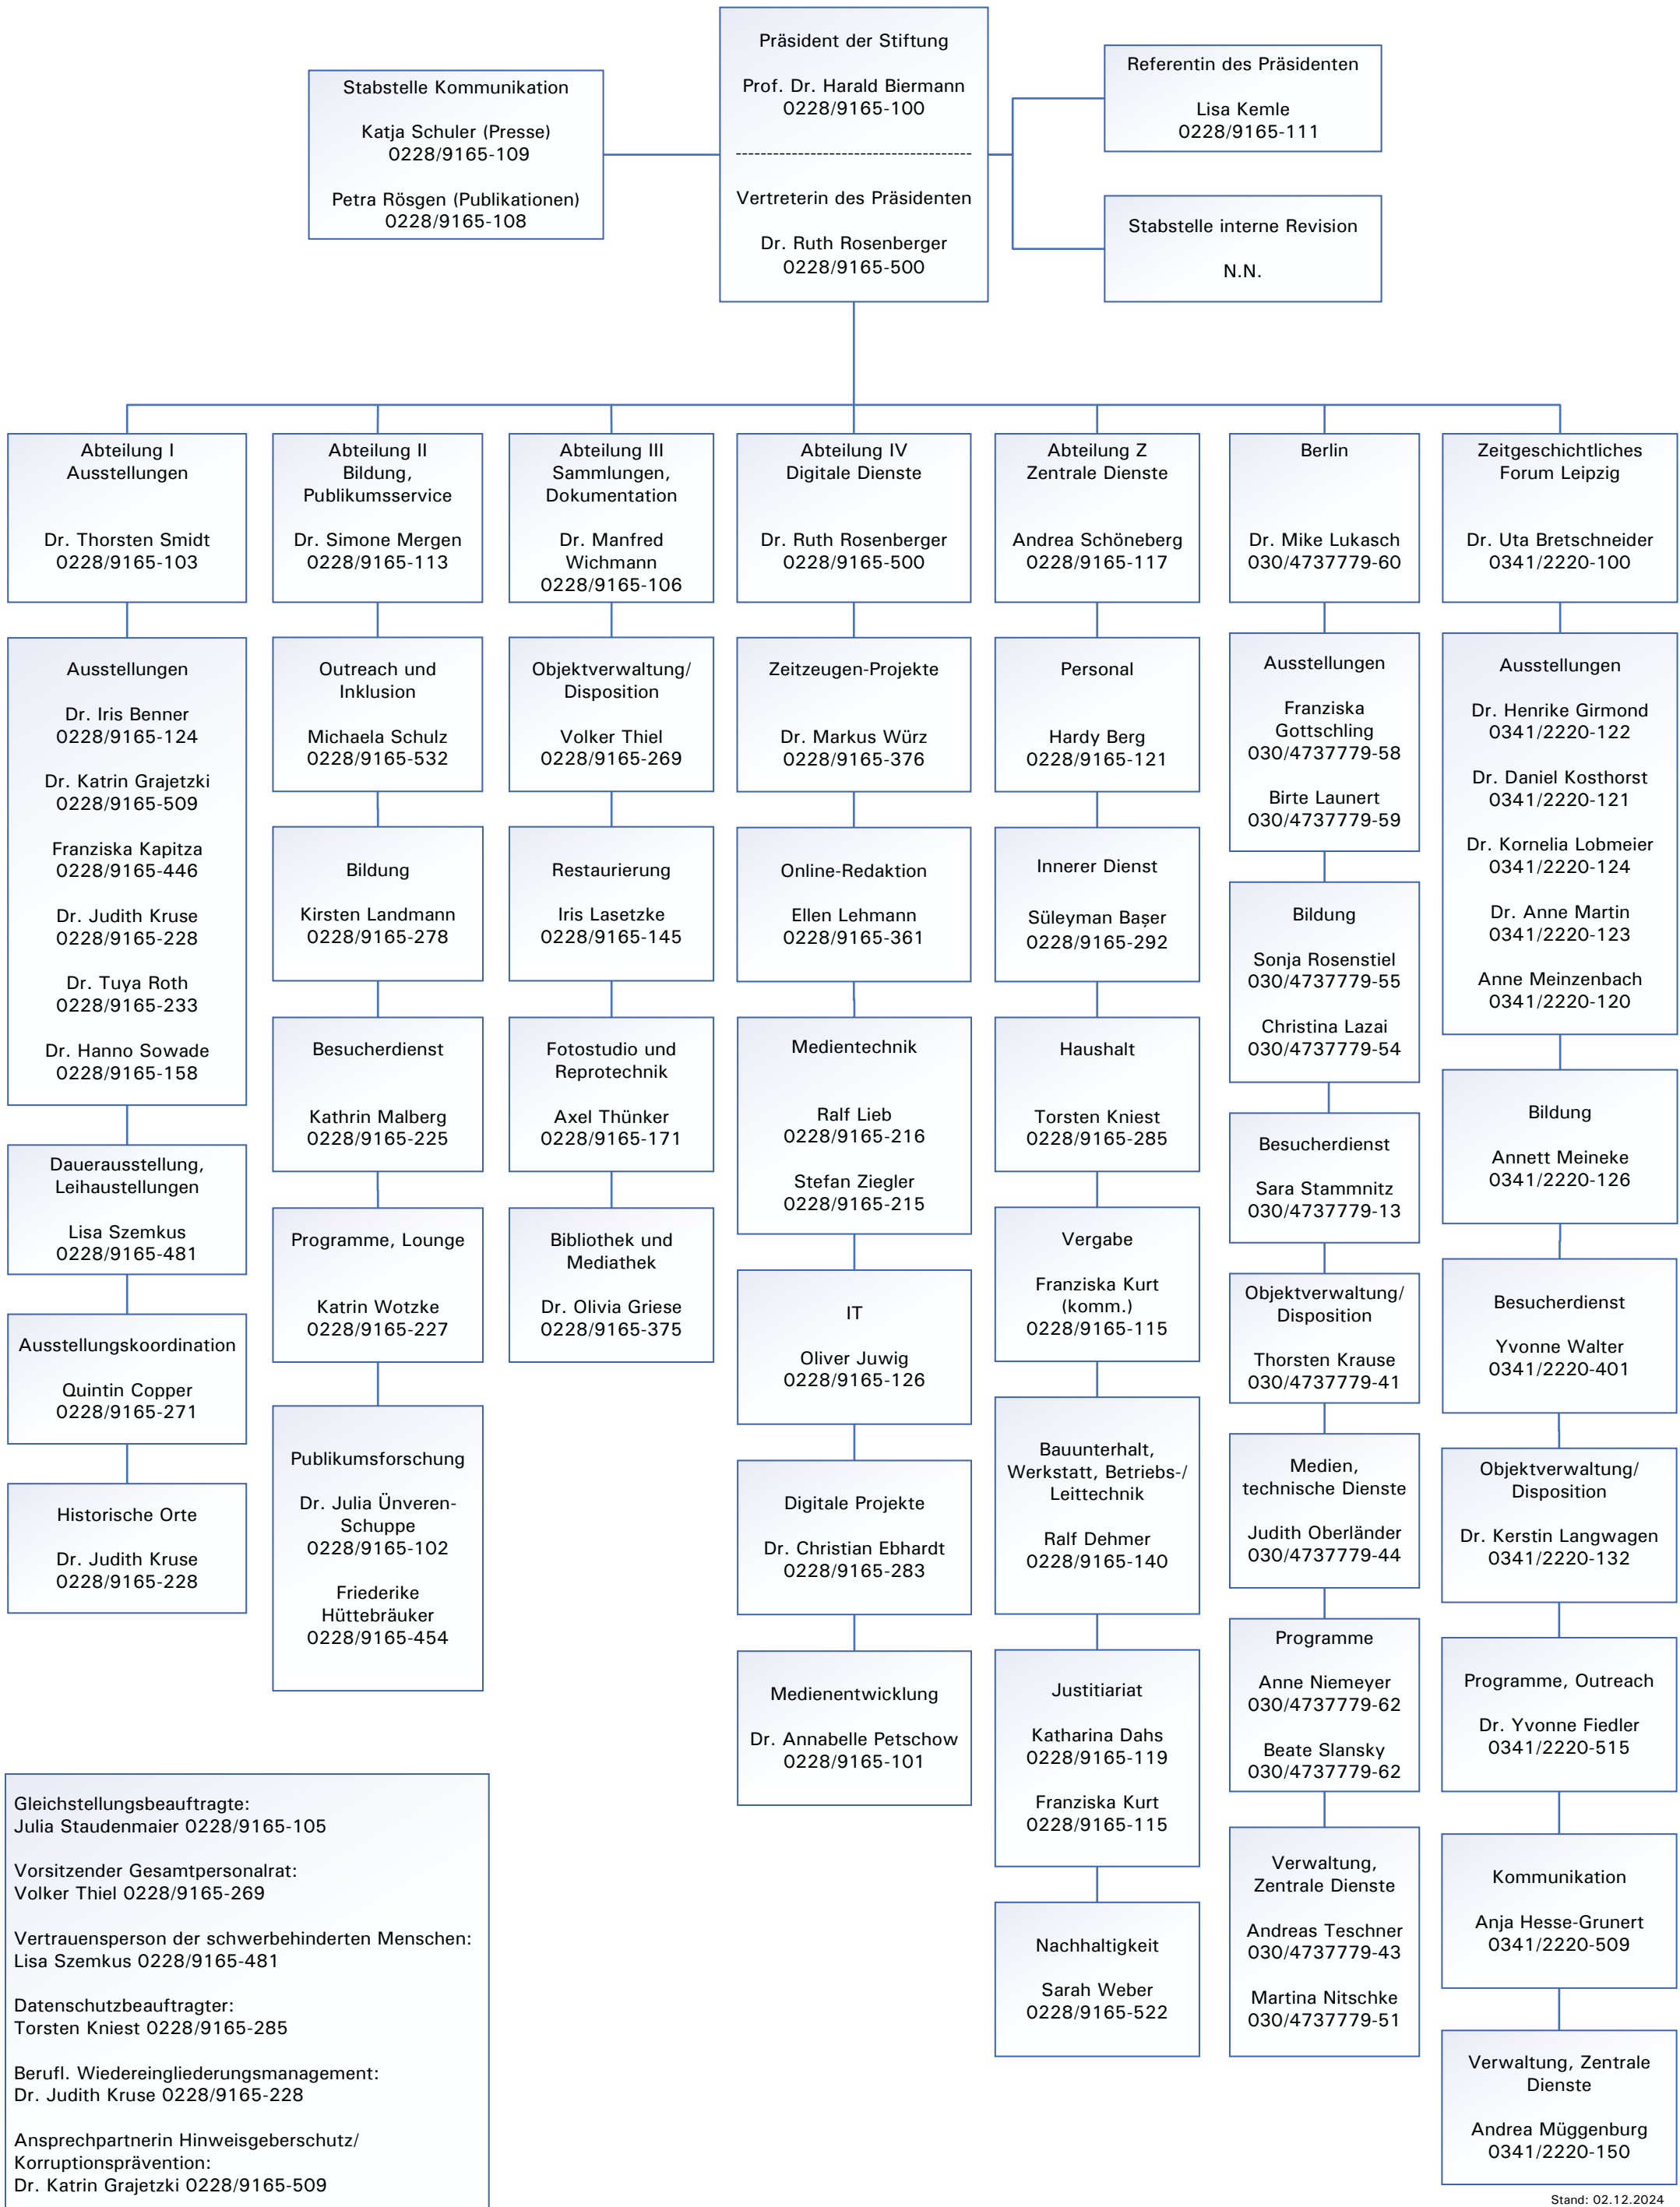 Präsident der Stiftung
Prof. Dr. Harald Biermann
0228/9165-100
--------------------------------------
Vertreterin des Präsidenten
Dr. Ruth Rosenberger
0228/9165-500
Stabstelle Kommunikation
Katja Schuler (Presse)
0228/9165-109
Petra Rösgen (Publikationen)
0228/9165-108
Referentin des Präsidenten
Lisa Kemle
0228/9165-111
Stabstelle interne Revision
N.N.
Abteilung I
Ausstellungen
Dr. Thorsten Smidt
0228/9165-103
Ausstellungen
Dr. Iris Benner
0228/9165-124
Dr. Katrin Grajetzki
0228/9165-509
Franziska Kapitza
0228/9165-446
Dr. Judith Kruse
0228/9165-228
Dr. Tuya Roth
0228/9165-233
Dr. Hanno Sowade
0228/9165-158
Dauerausstellung,
Leihaustellungen
Lisa Szemkus
0228/9165-481
Ausstellungskoordination
Quintin Copper
0228/9165-271
Historische Orte
Dr. Judith Kruse
0228/9165-228
Abteilung II
Bildung,
Publikumsservice
Dr. Simone Mergen
0228/9165-113
Outreach und
Inklusion
Michaela Schulz
0228/9165-532
Bildung
Kirsten Landmann
0228/9165-278
Besucherdienst
Kathrin Malberg
0228/9165-225
Programme, Lounge
Katrin Wotzke
0228/9165-227
Publikumsforschung
Dr. Julia Ünveren-
Schuppe
0228/9165-102
Friederike
Hüttebräuker
0228/9165-454
Abteilung III
Sammlungen,
Dokumentation
Dr. Manfred
Wichmann
0228/9165-106
Objektverwaltung/
Disposition
Volker Thiel
0228/9165-269
Restaurierung
Iris Lasetzke
0228/9165-145
Fotostudio und
Reprotechnik
Axel Thünker
0228/9165-171
Bibliothek und
Mediathek
Dr. Olivia Griese
0228/9165-375
Abteilung IV
Digitale Dienste
Dr. Ruth Rosenberger
0228/9165-500
Zeitzeugen-Projekte
Dr. Markus Würz
0228/9165-376
Online-Redaktion
Ellen Lehmann
0228/9165-361
Medientechnik
Ralf Lieb
0228/9165-216
Stefan Ziegler
0228/9165-215
IT
Oliver Juwig
0228/9165-126
Digitale Projekte
Dr. Christian Ebhardt
0228/9165-283
Medienentwicklung
Dr. Annabelle Petschow
0228/9165-101
Abteilung Z
Zentrale Dienste
Andrea Schöneberg
0228/9165-117
Personal
Hardy Berg
0228/9165-121
Innerer Dienst
Süleyman Başer
0228/9165-292
Haushalt
Torsten Kniest
0228/9165-285
Vergabe
Franziska Kurt
(komm.)
0228/9165-115
Bauunterhalt,
Werkstatt, Betriebs-/
Leittechnik
Ralf Dehmer
0228/9165-140
Justitiariat
Katharina Dahs
0228/9165-119
Franziska Kurt
0228/9165-115
Nachhaltigkeit
Sarah Weber
0228/9165-522
Berlin
Dr. Mike Lukasch
030/4737779-60
Ausstellungen
Franziska
Gottschling
030/4737779-58
Birte Launert
030/4737779-59
Bildung
Sonja Rosenstiel
030/4737779-55
Christina Lazai
030/4737779-54
Besucherdienst
Sara Stammnitz
030/4737779-13
Objektverwaltung/
Disposition
Thorsten Krause
030/4737779-41
Medien,
technische Dienste
Judith Oberländer
030/4737779-44
Programme
Anne Niemeyer
030/4737779-62
Beate Slansky
030/4737779-62
Verwaltung,
Zentrale Dienste
Andreas Teschner
030/4737779-43
Martina Nitschke
030/4737779-51
Zeitgeschichtliches
Forum Leipzig
Dr. Uta Bretschneider
0341/2220-100
Ausstellungen
Dr. Henrike Girmond
0341/2220-122
Dr. Daniel Kosthorst
0341/2220-121
Dr. Kornelia Lobmeier
0341/2220-124
Dr. Anne Martin
0341/2220-123
Anne Meinzenbach
0341/2220-120
Bildung
Annett Meineke
0341/2220-126
Besucherdienst
Yvonne Walter
0341/2220-401
Objektverwaltung/
Disposition
Dr. Kerstin Langwagen
0341/2220-132
Programme, Outreach
Dr. Yvonne Fiedler
0341/2220-515
Kommunikation
Anja Hesse-Grunert
0341/2220-509
Verwaltung, Zentrale
Dienste
Andrea Müggenburg
0341/2220-150
Gleichstellungsbeauftragte:
Julia Staudenmaier 0228/9165-105
Vorsitzender Gesamtpersonalrat:
Volker Thiel 0228/9165-269
Vertrauensperson der schwerbehinderten Menschen:
Lisa Szemkus 0228/9165-481
Datenschutzbeauftragter:
Torsten Kniest 0228/9165-285
Berufl. Wiedereingliederungsmanagement:
Dr. Judith Kruse 0228/9165-228
Ansprechpartnerin Hinweisgeberschutz/
Korruptionsprävention:
Dr. Katrin Grajetzki 0228/9165-509
Stand: 02.12.2024